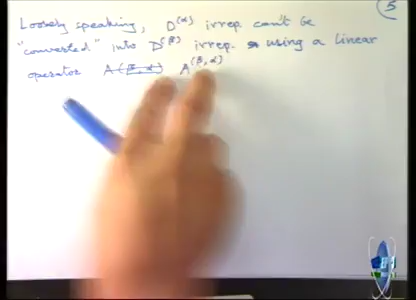 5
Loosely speaking, D^(α) irrep. can't be
"converted" into D^(β) irrep. using a linear
operator A(β,α) A^(β,α)